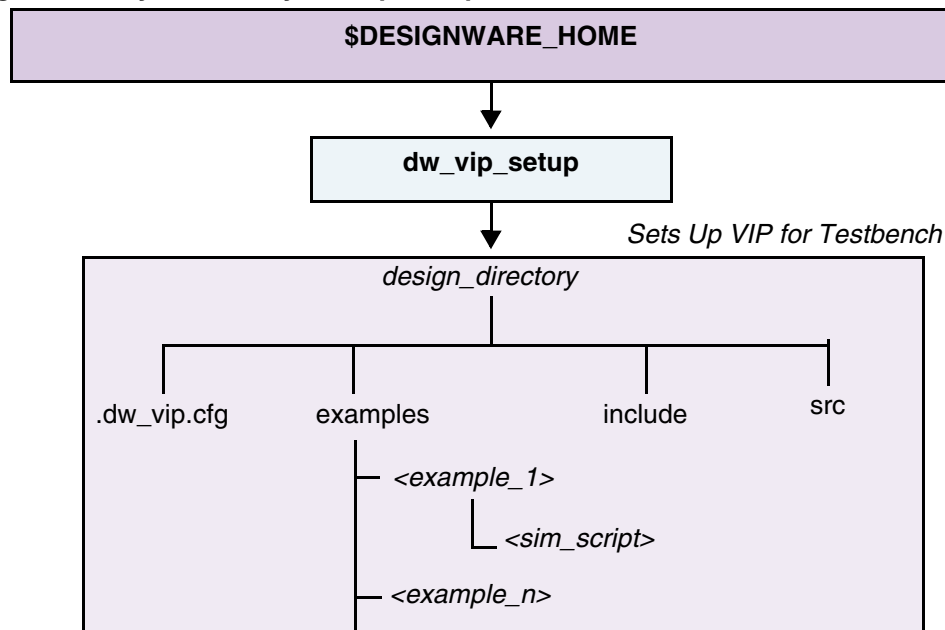 $DESIGNWARE_HOME
dw_vip_setup
Sets Up VIP for Testbench
design_directory
.dw_vip.cfg
examples
include
src
<example_1>
<sim_script>
<example_n>